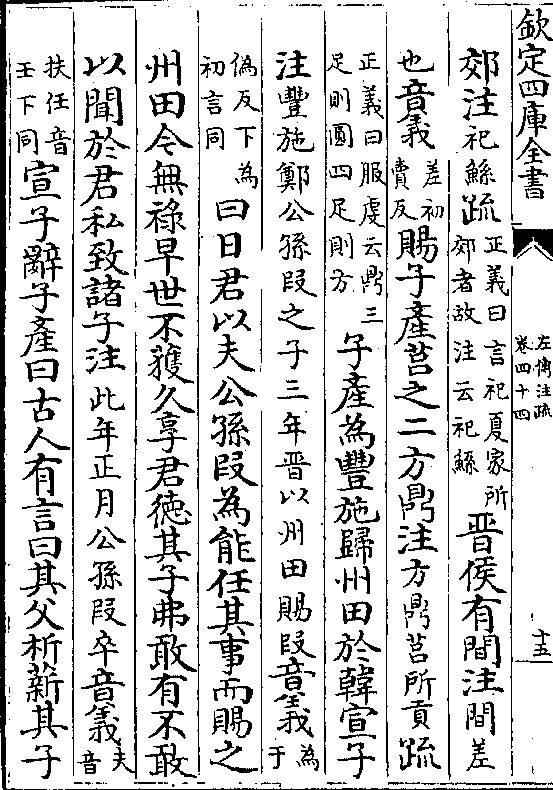 欽定四庫全書
左傳注疏
卷四十四
十五
郊注祀鯀疏正義曰言祀夏家所郊者故注云祀鯀晉侯有間注間差
也音義差初賣反賜子產莒之二方鼎注方鼎莒所貢疏
正義曰服虔云鼎三足則圓四足則方子產為豐施歸州田於韓宣子
注豐施鄭公孫段之子三年晉以州田賜段音義為于
偽反下為初言同曰日君以夫公孫段為能任其事而賜之
州田今無祿早世不獲久享君德其子弗敢有不敢
以聞於君私致諸子注此年正月公孫段卒音義夫音
扶任音壬下同宣子辭子產曰古人有言曰其父析薪其子